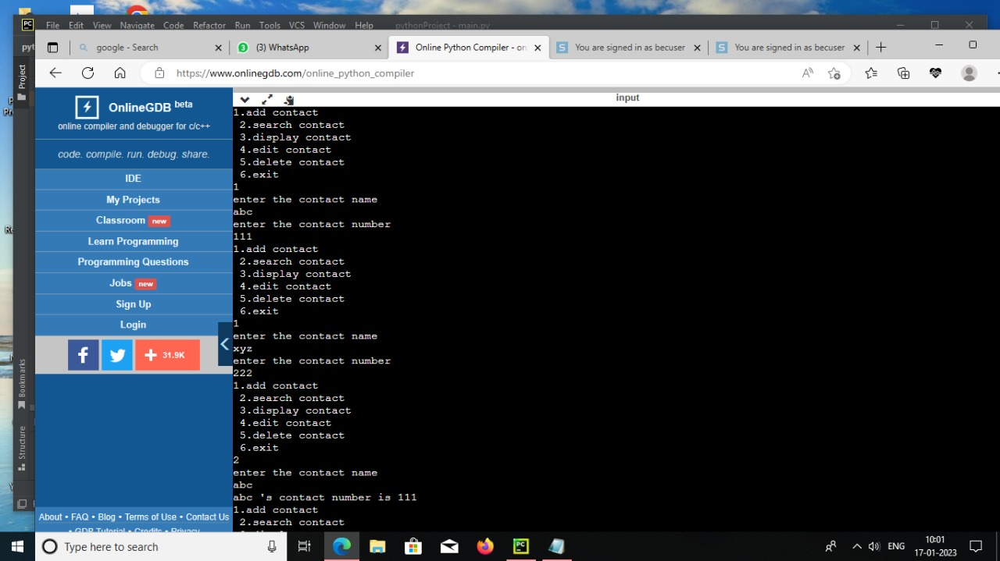 PC File Edit View Navigate Code Refactor Run Tools VCS Window Help pythonProject - main.py
pyt
google - Search
(3) WhatsApp
Online Python Compiler - on
You are signed in as becuser
You are signed in as becuser
https://www.onlinegdb.com/online_python_compiler
Project
Bookmarks
Structure
OnlineGDB beta
online compiler and debugger for c/c++
code. compile. run. debug. share.
IDE
My Projects
Classroom new
Learn Programming
Programming Questions
Jobs new
Sign Up
Login
31.9K
About • FAQ • Blog • Terms of Use • Contact Us
• GDB Tutorial • Credits • Privacy
input
1.add contact
2.search contact
3.display contact
4.edit contact
5.delete contact
6.exit
1
enter the contact name
abc
enter the contact number
111
1.add contact
2.search contact
3.display contact
4.edit contact
5.delete contact
6.exit
1
enter the contact name
xyz
enter the contact number
222
1.add contact
2.search contact
3.display contact
4.edit contact
5.delete contact
6.exit
2
enter the contact name
abc
abc 's contact number is 111
1.add contact
2.search contact
Type here to search
PC
ENG
10:01
17-01-2023